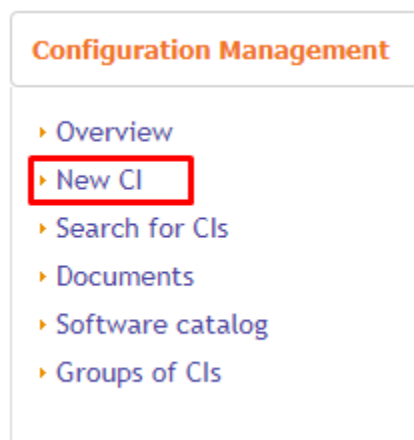 Configuration Management
Overview
New CI
Search for CIs
Documents
Software catalog
Groups of CIs